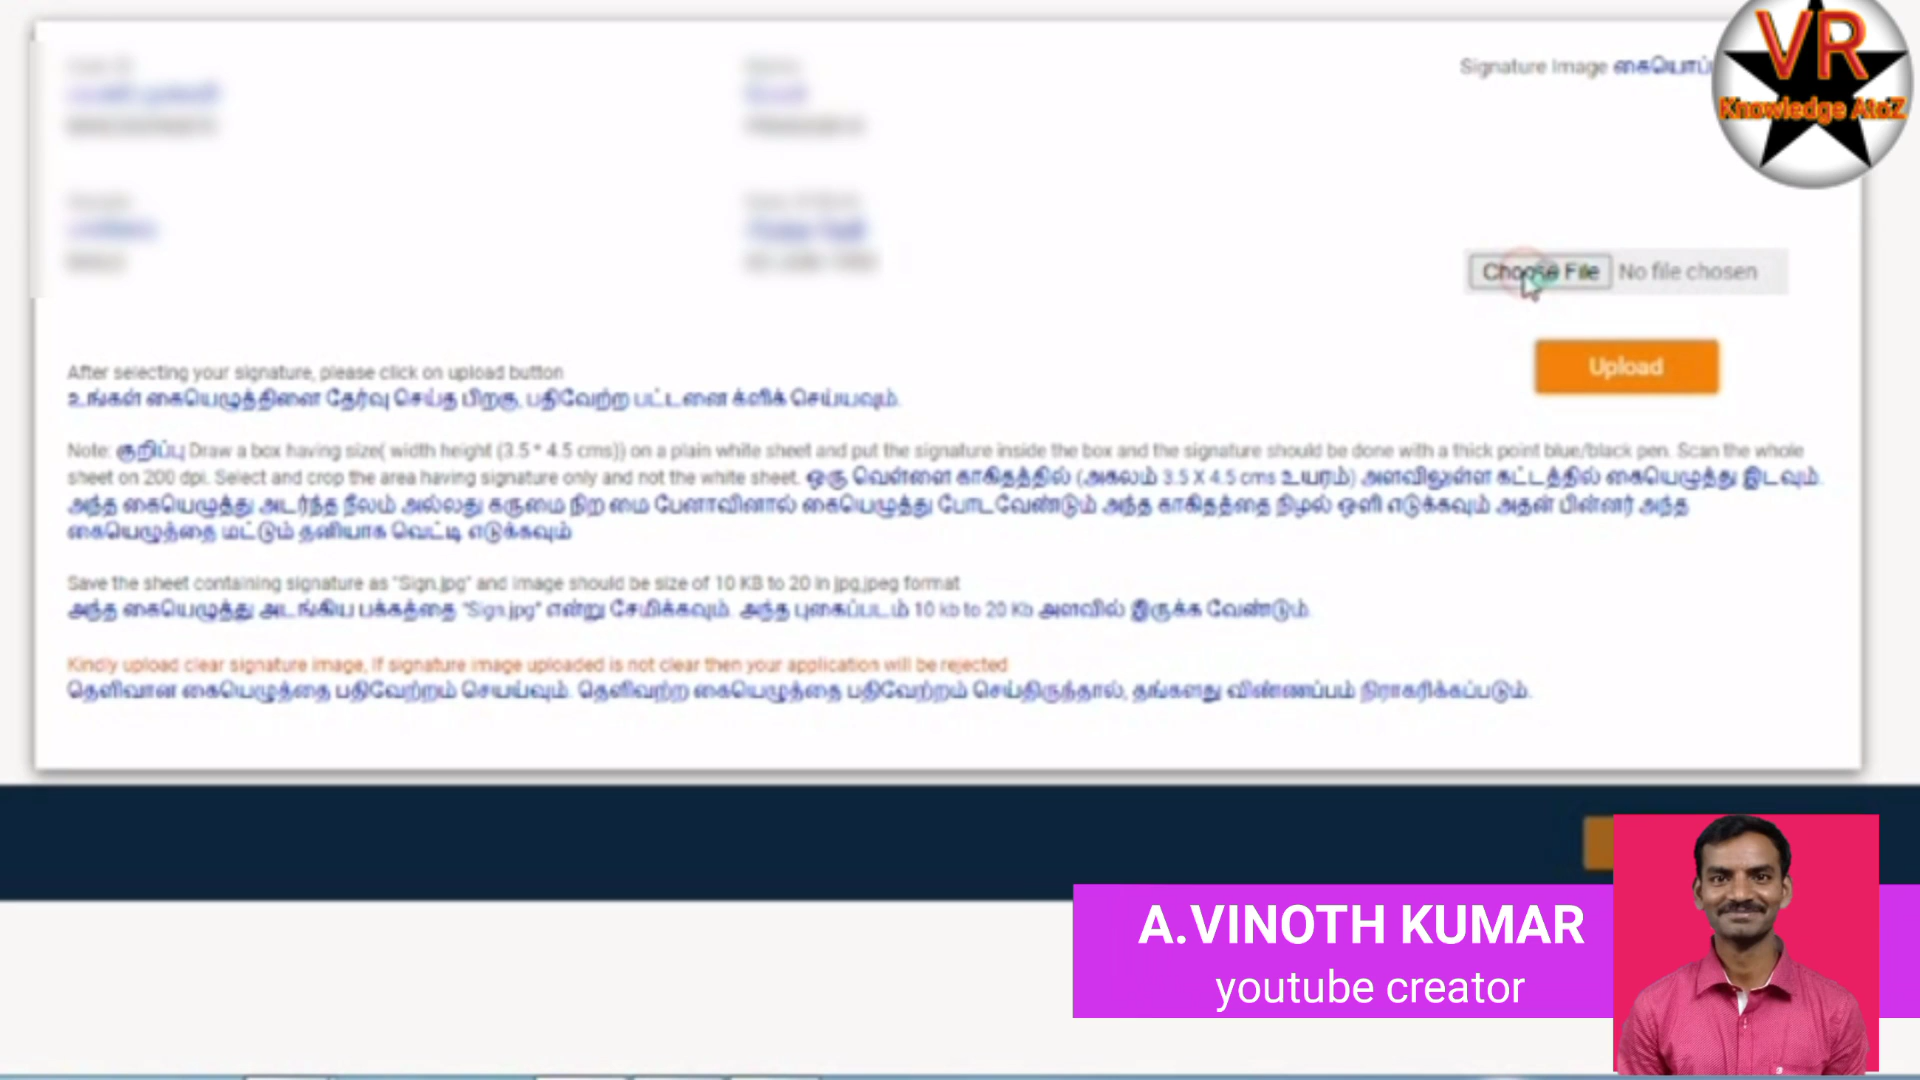 VR
Knowledge AtoZ
Signature Image
Choose File No file chosen
Upload
After selecting your signature, please click on upload button
உங்கள் கையெழுத்தினை தேர்வு செய்த பிறகு, பதிவேற்ற பட்டனை க்ளிக் செய்யவும்.
Note: குறிப்பு Draw a box having size( width height (3.5 * 4.5 cms)) on a plain white sheet and put the signature inside the box and the signature should be done with a thick point blue/black pen. Scan the whole
sheet on 200 dpi. Select and crop the area having signature only and not the white sheet. ஒரு வெள்ளை காகிதத்தில் (அகலம் 3.5 X 4.5 cms உயரம்) அளவிலுள்ள கட்டத்தில் கையெழுத்து இடவும்.
அந்த கையெழுத்து அடர்ந்த நீலம் அல்லது கருமை நிற மை பேனாவினால் கையெழுத்து போடவேண்டும் அந்த காகிதத்தை நிழல் ஒளி எடுக்கவும் அதன் பின்னர் அந்த
கையெழுத்தை மட்டும் தனியாக வெட்டி எடுக்கவும்
Save the sheet containing signature as "Sign.jpg" and image should be size of 10 KB to 20 in jpg,jpeg format
அந்த கையெழுத்து அடங்கிய பக்கத்தை "Sign.jpg" என்று சேமிக்கவும். அந்த புகைப்படம் 10 kb to 20 Kb அளவில் இருக்க வேண்டும்.
Kindly upload clear signature image, If signature image uploaded is not clear then your application will be rejected
தெளிவான கையெழுத்தை பதிவேற்றம் செயய்வும். தெளிவற்ற கையெழுத்தை பதிவேற்றம் செய்திருந்தால், தங்களது விண்ணப்பம் நிராகரிக்கப்படும்.
A.VINOTH KUMAR
youtube creator